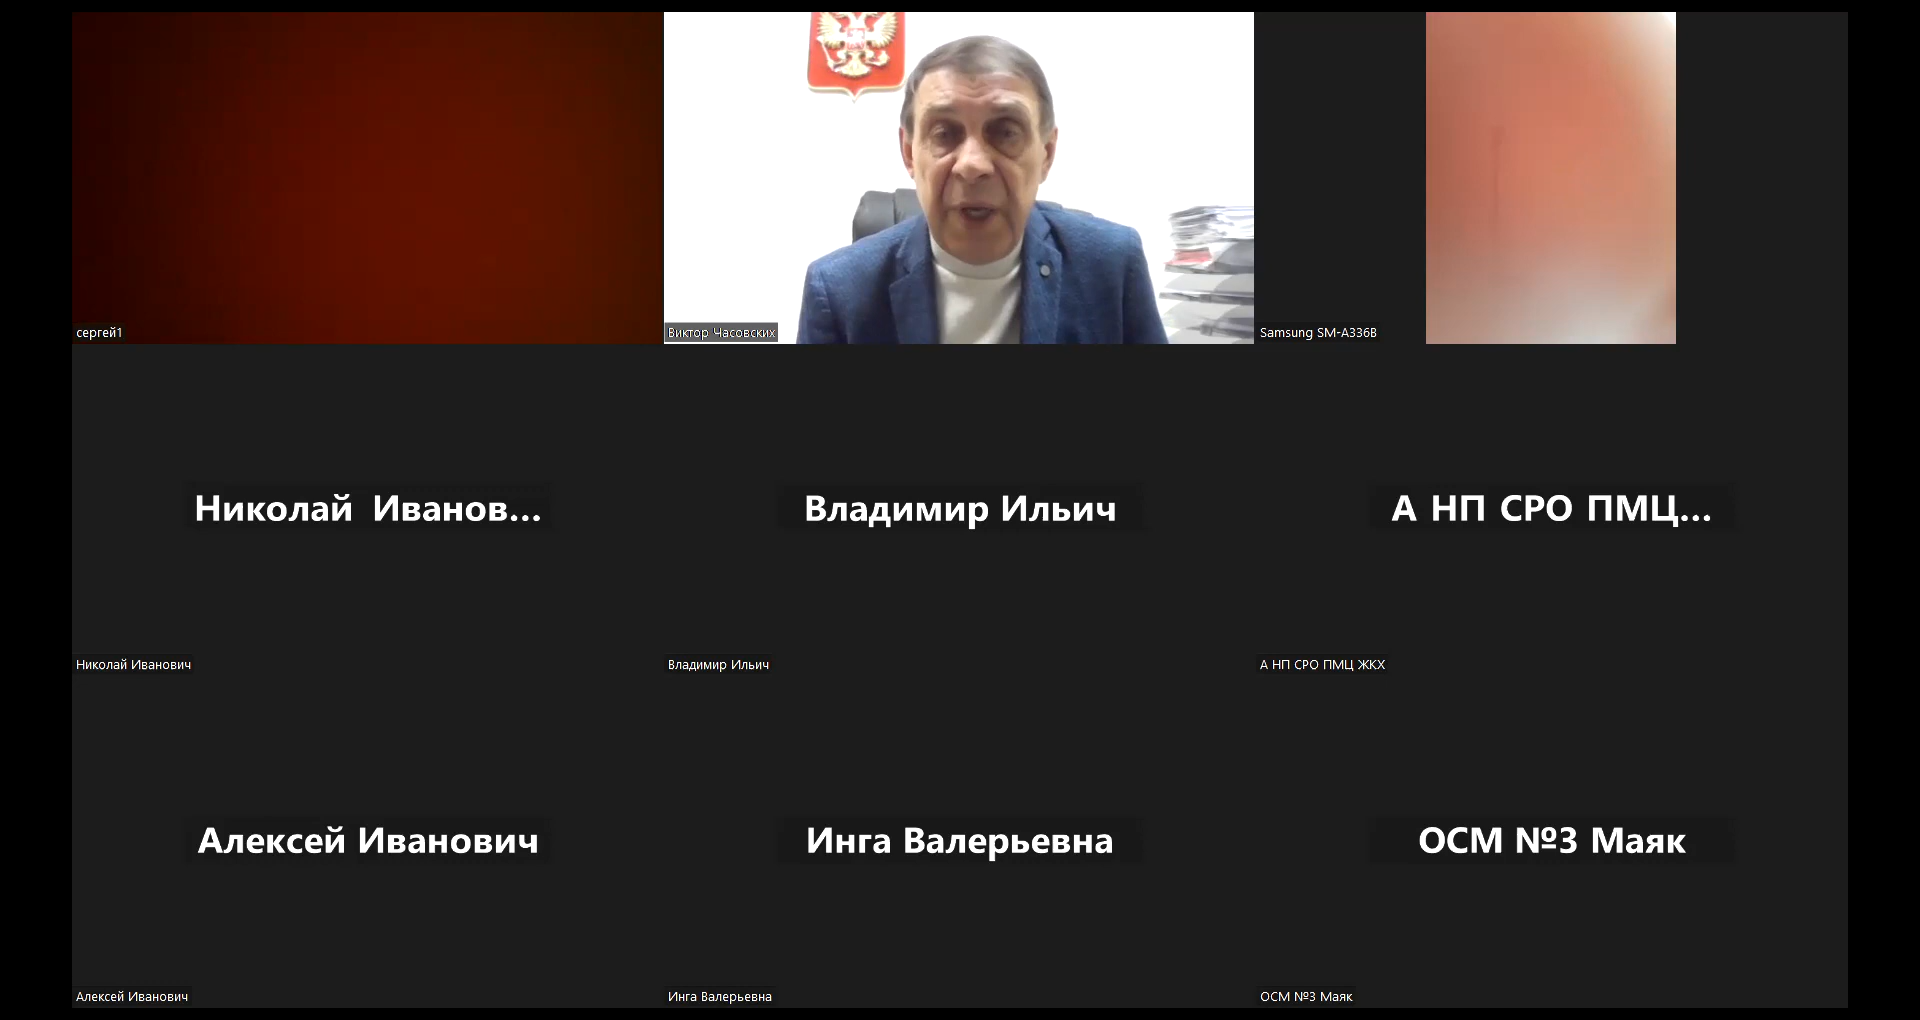 сергей1
Виктор Часовских
Samsung SM-A336B
Николай Иванов...
Владимир Ильич
А НП СРО ПМЦ...
Николай Иванович
Владимир Ильич
А НП СРО ПМЦ ЖКХ
Алексей Иванович
Инга Валерьевна
ОСМ №3 Маяк
Алексей Иванович
Инга Валерьевна
ОСМ №3 Маяк